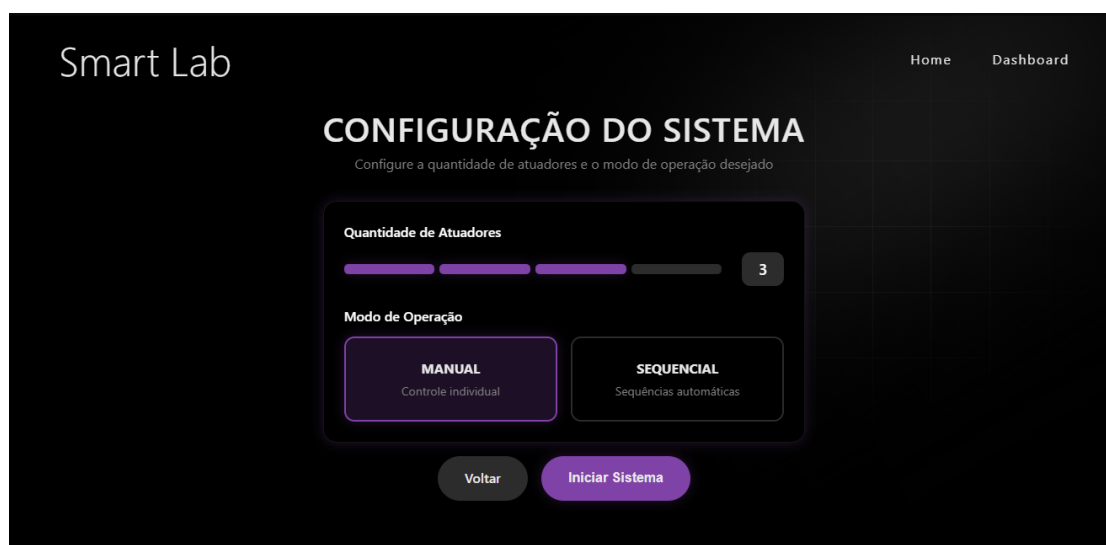 Smart Lab
Home Dashboard
CONFIGURAÇÃO DO SISTEMA
Configure a quantidade de atuadores e o modo de operação desejado
Quantidade de Atuadores
3
Modo de Operação
MANUAL
Controle individual
SEQUENCIAL
Sequências automáticas
Voltar
Iniciar Sistema